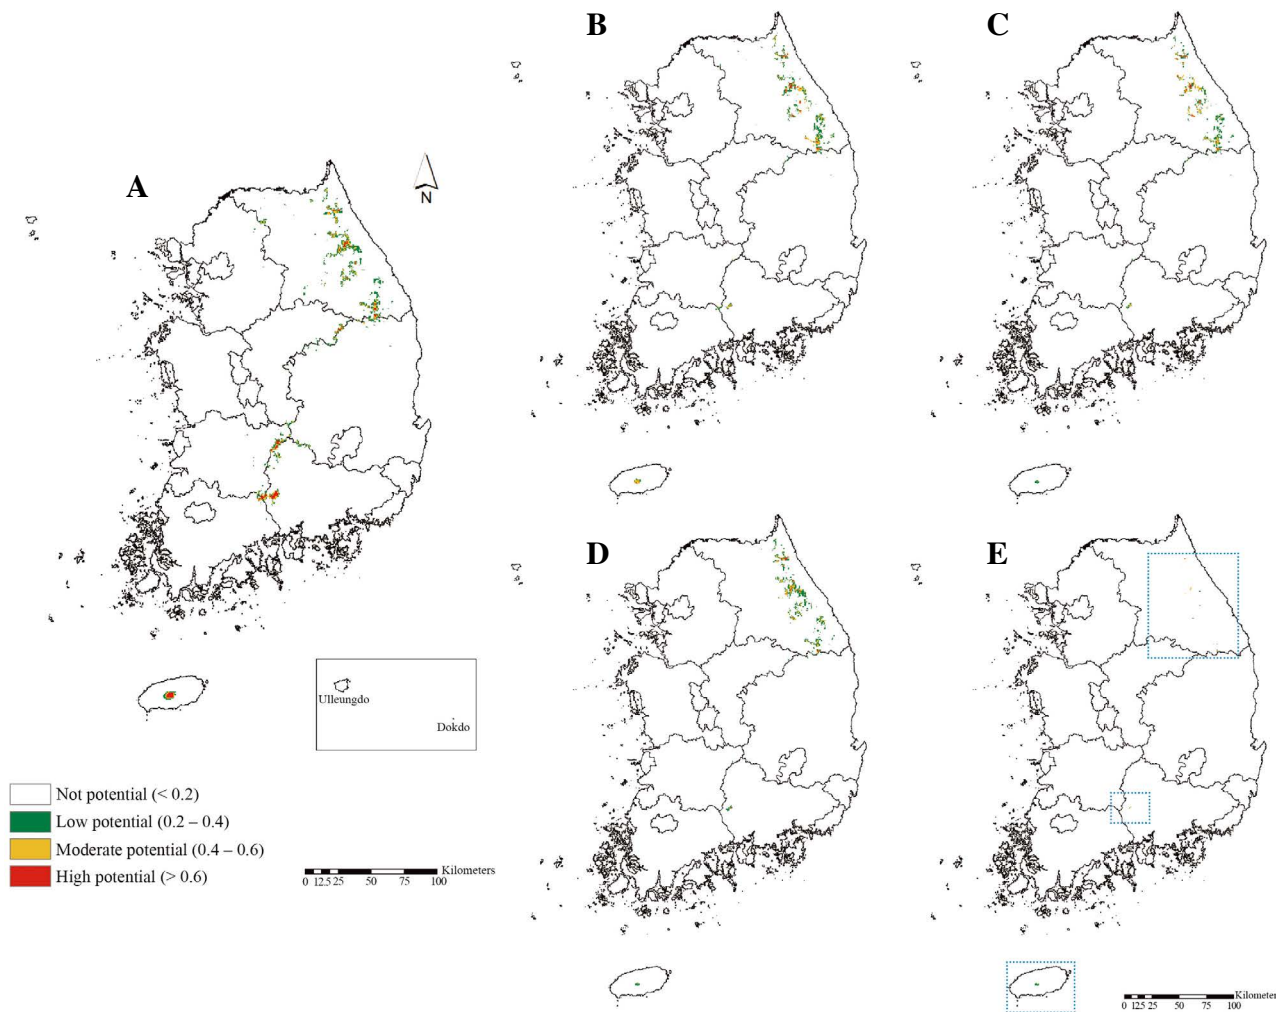 B
C
A
N
D
E
Ulleungdo
Dokdo
Not potential (< 0.2)
Low potential (0.2 – 0.4)
Moderate potential (0.4 – 0.6)
High potential (> 0.6)
Kilometers
0 12.5 25 50 75 100
Kilometers
0 12.5 25 50 75 100